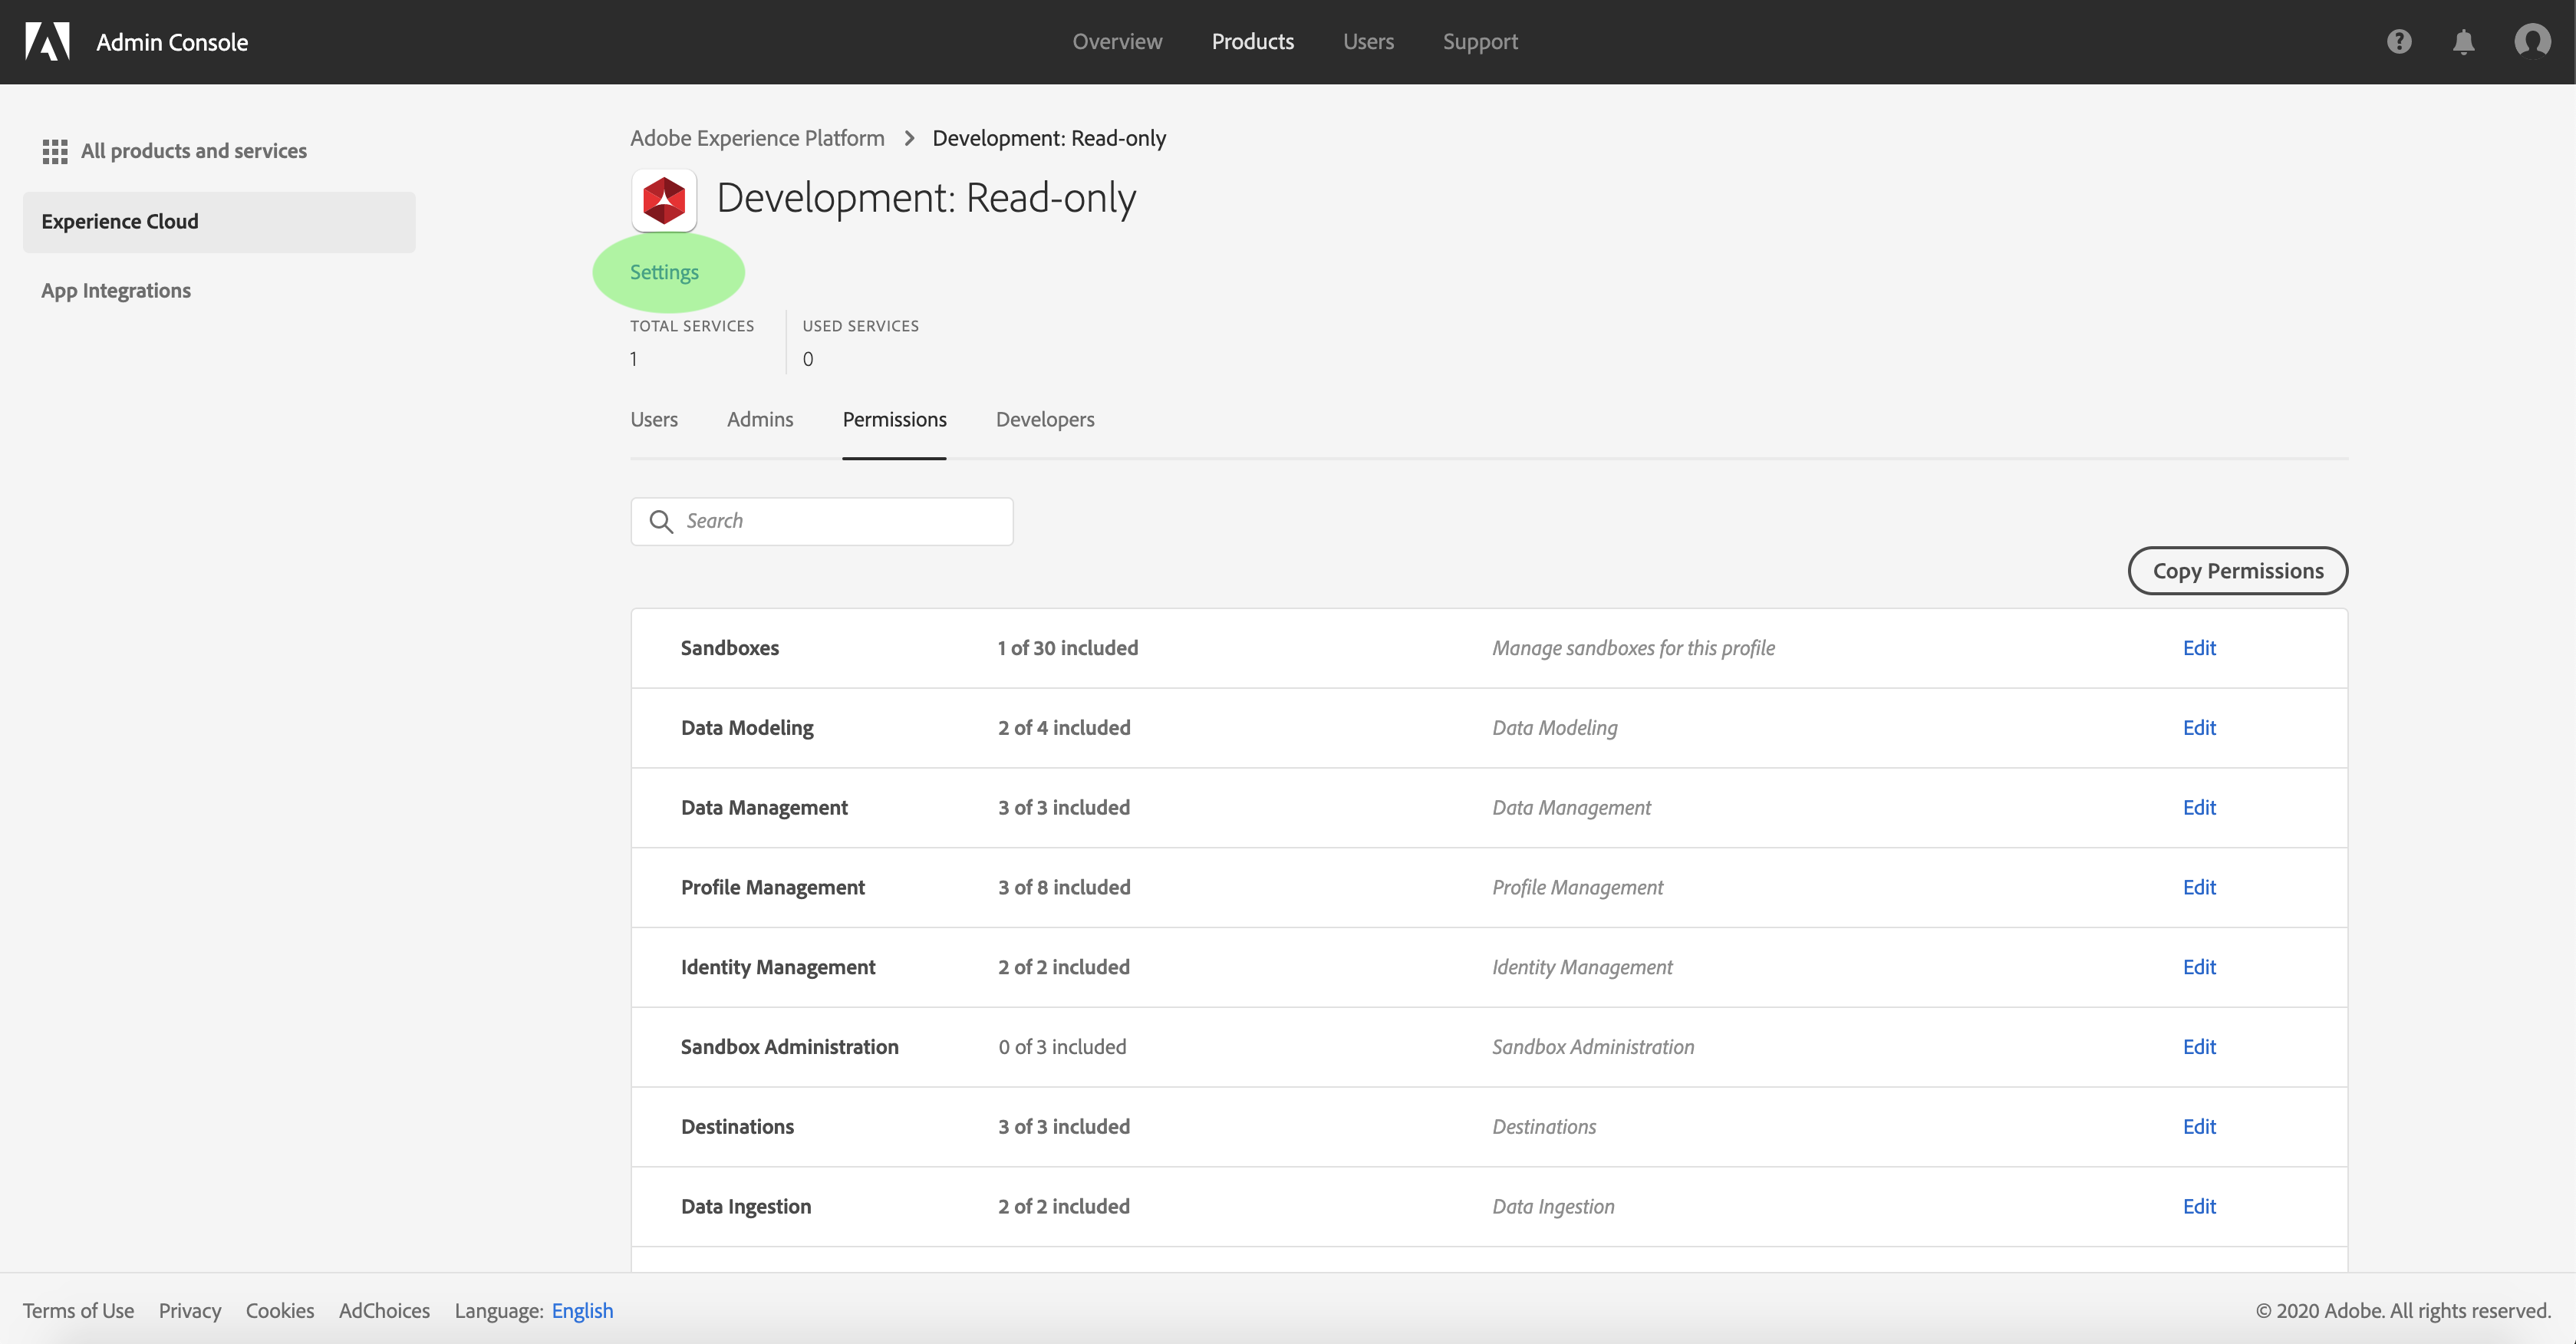 Admin Console
Overview Products Users Support
All products and services
Experience Cloud
App Integrations
Adobe Experience Platform Development: Read-only
Development: Read-only
Settings
TOTAL SERVICES USED SERVICES
1 0
Users Admins Permissions Developers
Search
Copy Permissions
Sandboxes 1 of 30 included Manage sandboxes for this profile Edit
Data Modeling 2 of 4 included Data Modeling Edit
Data Management 3 of 3 included Data Management Edit
Profile Management 3 of 8 included Profile Management Edit
Identity Management 2 of 2 included Identity Management Edit
Sandbox Administration 0 of 3 included Sandbox Administration Edit
Destinations 3 of 3 included Destinations Edit
Data Ingestion 2 of 2 included Data Ingestion Edit
Terms of Use Privacy Cookies AdChoices Language: English © 2020 Adobe. All rights reserved.